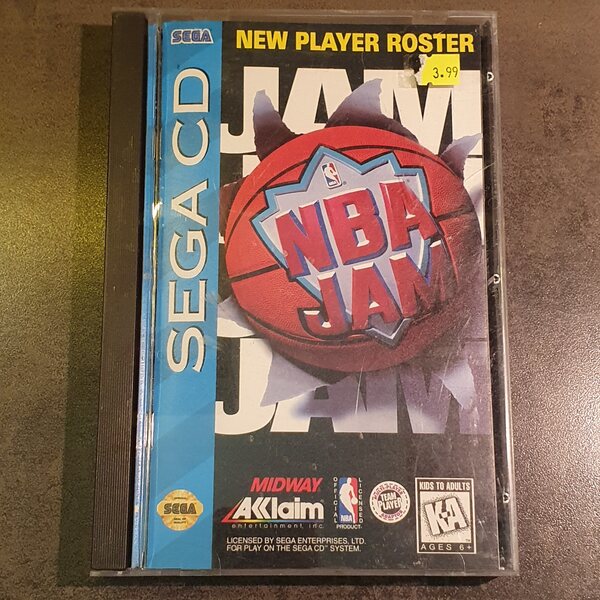 SEGA
NEW PLAYER ROSTER
3.99
SEGA CD
JAM
NBA
JAM
JAM
MIDWAY
AKklaim
entertainment, inc.
OFFICIAL
LICENSED
NBA
PRODUCT
TEAM
PLAYER
SEGA
KIDS TO ADULTS
K-A
AGES 6+
LICENSED BY SEGA ENTERPRISES, LTD.
FOR PLAY ON THE SEGA CD™ SYSTEM.